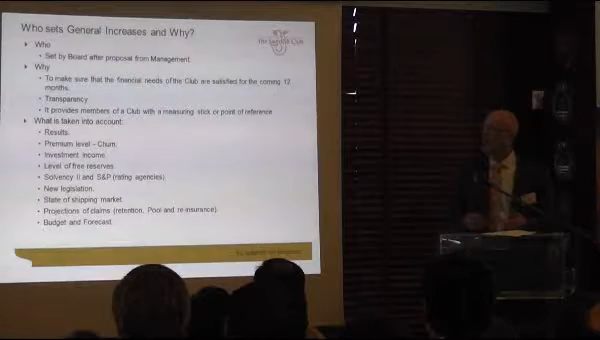 Who sets General Increases and Why?
The Swedish Club
Who
Set by Board after proposal from Management.
Why
To make sure that the financial needs of the Club are satisfied for the coming 12
months.
Transparency
It provides members of a Club with a measuring stick or point of reference
What is taken into account:
Results.
Premium level - Churn.
Investment income.
Level of free reserves
Solvency II and S&P (rating agencies)
New legislation.
State of shipping market.
Projections of claims (retention, Pool and re-insurance).
Budget and Forecast.